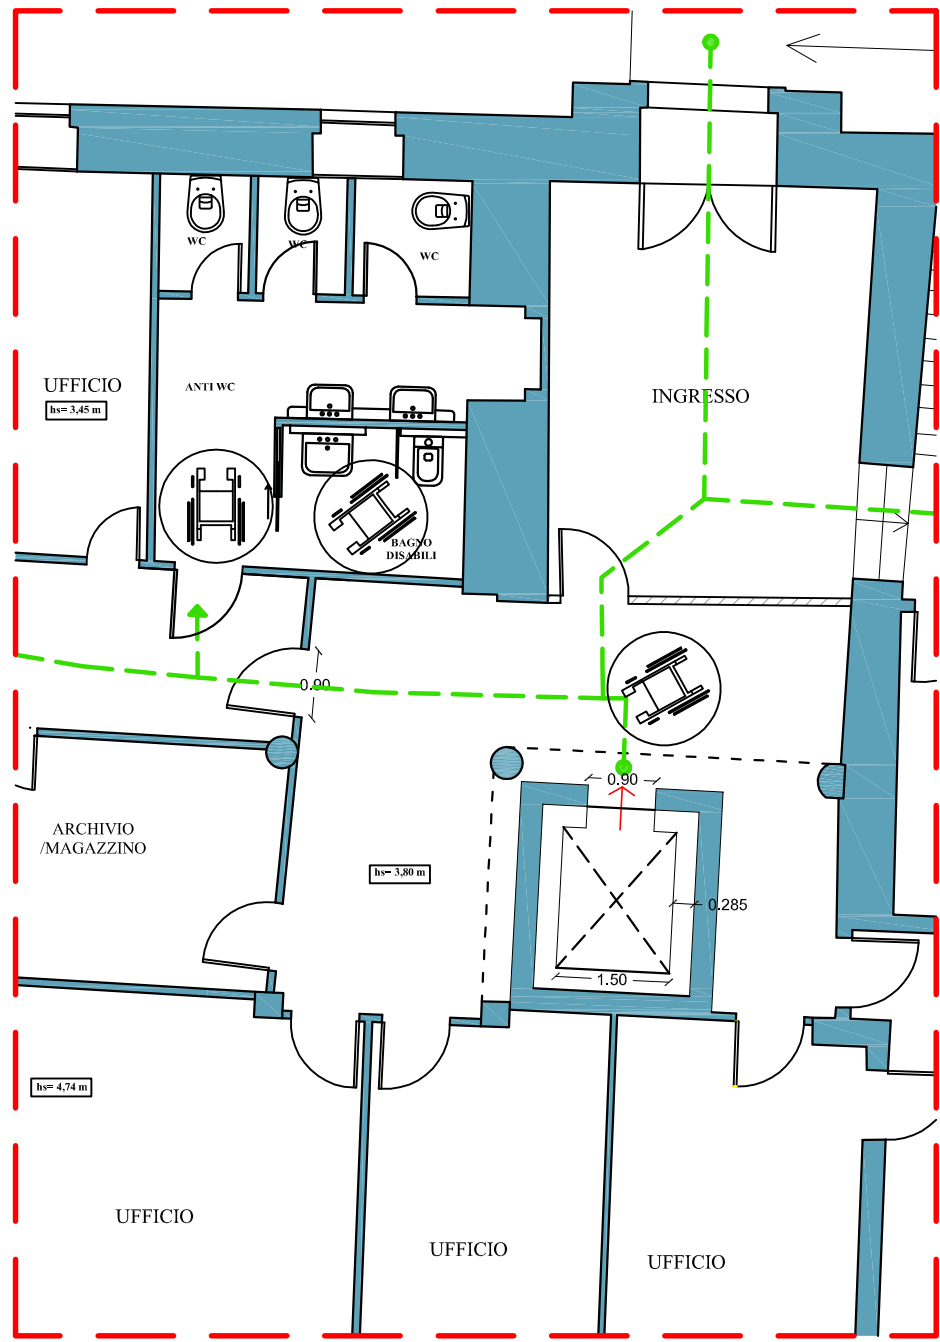 WC
WC
WC
UFFICIO
hs= 3,45 m
ANTI WC
INGRESSO
BAGNO
DISABILI
0.90
0.90
ARCHIVIO
/MAGAZZINO
hs= 3,80 m
0.285
1.50
hs= 4,74 m
UFFICIO
UFFICIO
UFFICIO